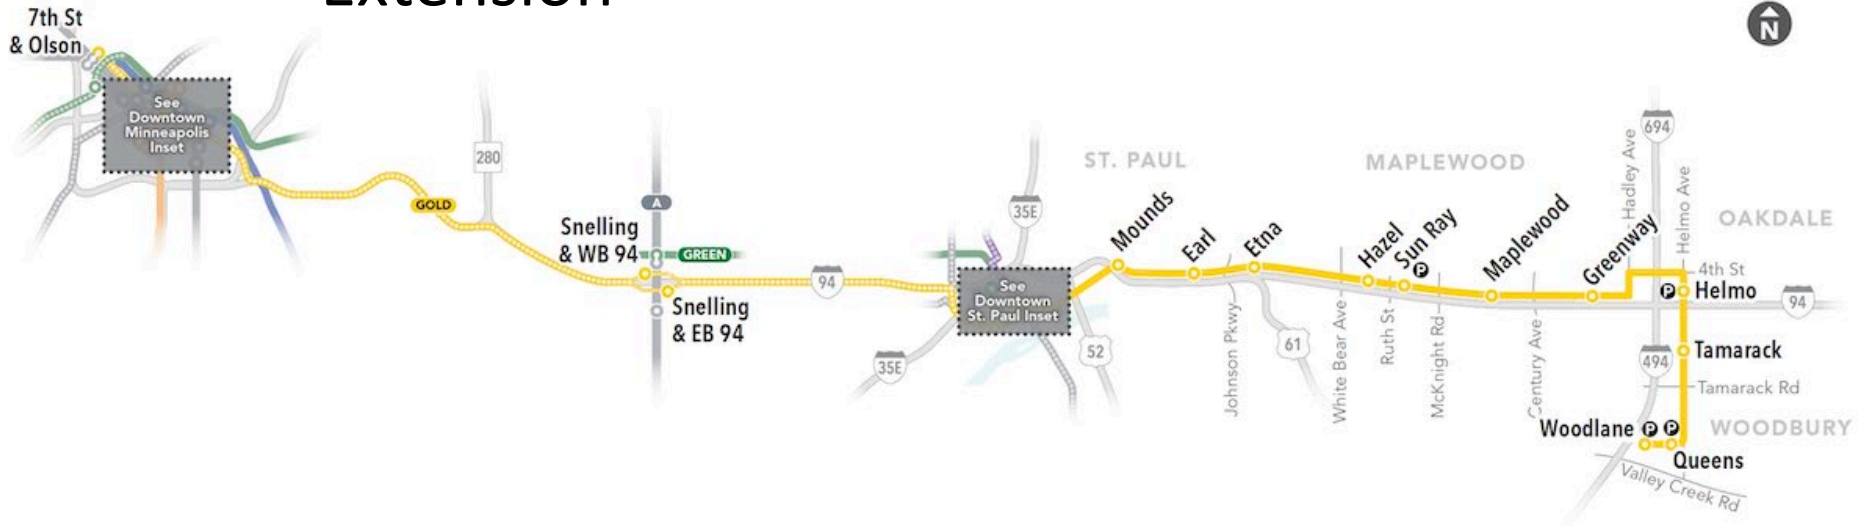 Extension
7th St
& Olson
See
Downtown
Minneapolis
Inset
280
GOLD
Snelling
& WB 94
A
GREEN
Snelling
& EB 94
94
35E
See
Downtown
St. Paul Inset
35E
52
ST. PAUL
Mounds
Earl
Etna
Johnson Pkwy
61
MAPLEWOOD
White Bear Ave
Hazel
Ruth St
Sun Ray
P
McKnight Rd
Maplewood
Century Ave
Greenway
Hadley Ave
694
Helmo Ave
N
OAKDALE
4th St
P
Helmo
94
Tamarack
494
Tamarack Rd
Woodlane
P
P
WOODBURY
Queens
Valley Creek Rd